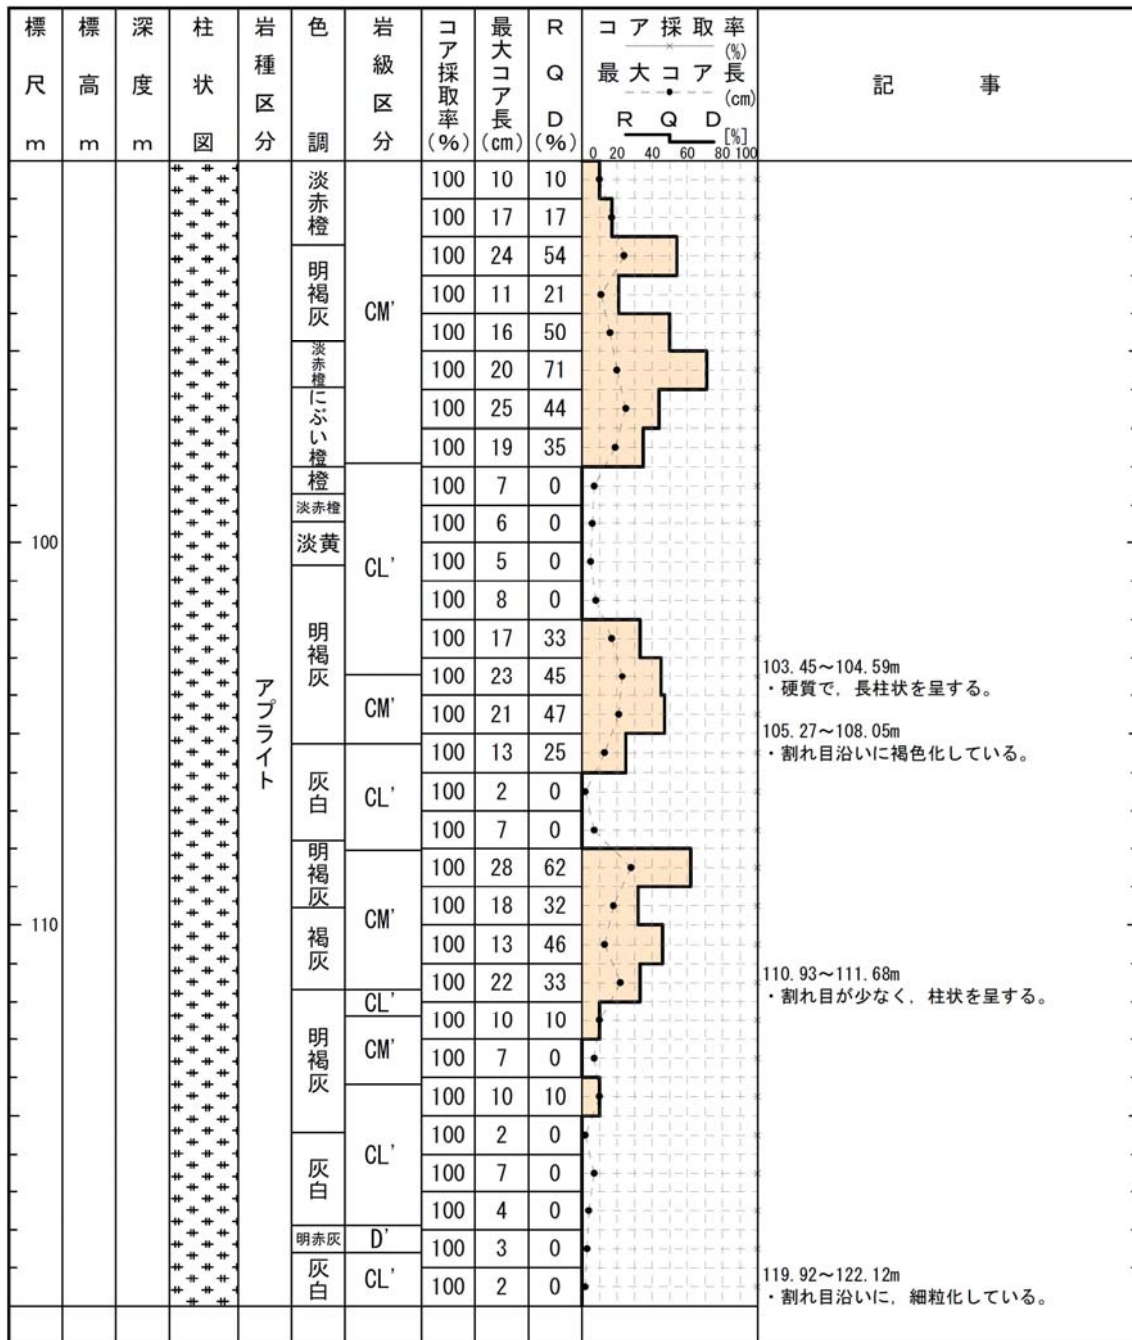 標尺 m
標高 m
深度 m
柱状図
岩種区分
色調
岩級区分
コア採取率 (%)
最大コア長 (cm)
RQD (%)
コア採取率 (%)
最大コア長 (cm)
RQD [%]
0 20 40 60 80 100
記事
淡赤橙
明褐灰
淡赤橙
にぶい橙
橙
淡赤橙
淡黄
明褐灰
灰白
明褐灰
褐灰
明褐灰
灰白
明赤灰
灰白
アプライト
CM'
CL'
CM'
CL'
CM'
CL'
CM'
CL'
D'
CL'
100
110
100 10 10
100 17 17
100 24 54
100 11 21
100 16 50
100 20 71
100 25 44
100 19 35
100 7 0
100 6 0
100 5 0
100 8 0
100 17 33
100 23 45
100 21 47
100 13 25
100 2 0
100 7 0
100 28 62
100 18 32
100 13 46
100 22 33
100 10 10
100 7 0
100 10 10
100 2 0
100 7 0
100 4 0
100 3 0
100 2 0
103.45～104.59m
・硬質で，長柱状を呈する。
105.27～108.05m
・割れ目沿いに褐色化している。
110.93～111.68m
・割れ目が少なく，柱状を呈する。
119.92～122.12m
・割れ目沿いに，細粒化している。